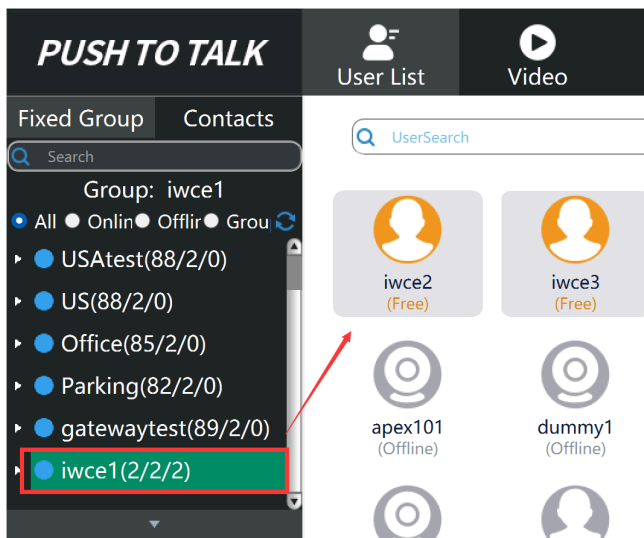 PUSH TO TALK
User List
Video
Fixed Group
Contacts
Search
UserSearch
Group: iwce1
All
Onlin
Offlir
Grou
USAtest(88/2/0)
US(88/2/0)
Office(85/2/0)
Parking(82/2/0)
gatewaytest(89/2/0)
iwce1(2/2/2)
iwce2
(Free)
iwce3
(Free)
apex101
(Offline)
dummy1
(Offline)